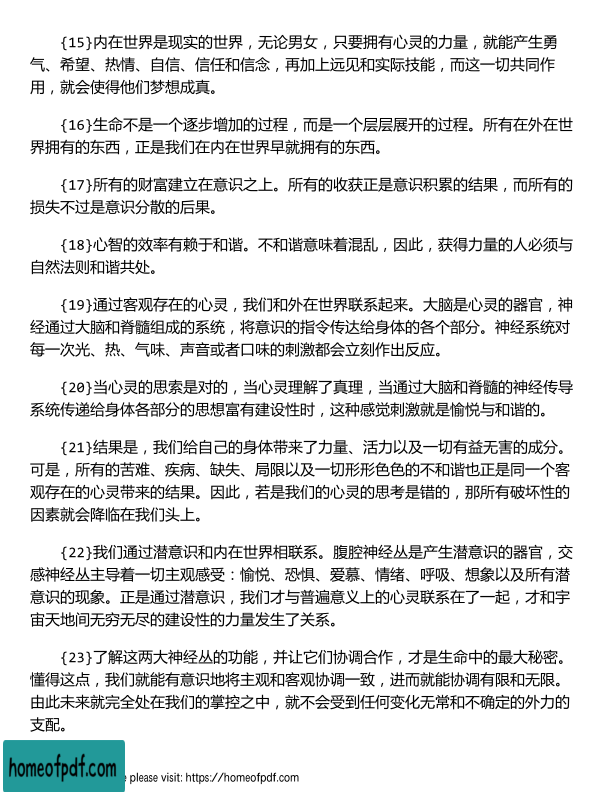 {15}内在世界是现实的世界，无论男女，只要拥有心灵的力量，就能产生勇
气、希望、热情、自信、信任和信念，再加上远见和实际技能，而这一切共同作
用，就会使得他们梦想成真。
{16}生命不是一个逐步增加的过程，而是一个层层展开的过程。所有在外在世
界拥有的东西，正是我们在内在世界早就拥有的东西。
{17}所有的财富建立在意识之上。所有的收获正是意识积累的结果，而所有的
损失不过是意识分散的后果。
{18}心智的效率有赖于和谐。不和谐意味着混乱，因此，获得力量的人必须与
自然法则和谐共处。
{19}通过客观存在的心灵，我们和外在世界联系起来。大脑是心灵的器官，神
经通过大脑和脊髓组成的系统，将意识的指令传达给身体的各个部分。神经系统对
每一次光、热、气味、声音或者口味的刺激都会立刻作出反应。
{20}当心灵的思索是对的，当心灵理解了真理，当通过大脑和脊髓的神经传导
系统传递给身体各部分的思想富有建设性时，这种感觉刺激就是愉悦与和谐的。
{21}结果是，我们给自己的身体带来了力量、活力以及一切有益无害的成分。
可是，所有的苦难、疾病、缺失、局限以及一切形形色色的不和谐也正是同一个客
观存在的心灵带来的结果。因此，若是我们的心灵的思考是错的，那所有破坏性的
因素就会降临在我们头上。
{22}我们通过潜意识和内在世界相联系。腹腔神经丛是产生潜意识的器官，交
感神经丛主导着一切主观感受：愉悦、恐惧、爱慕、情绪、呼吸、想象以及所有潜
意识的现象。正是通过潜意识，我们才与普遍意义上的心灵联系在了一起，才和宇
宙天地间无穷无尽的建设性的力量发生了关系。
{23}了解这两大神经丛的功能，并让它们协调合作，才是生命中的最大秘密。
懂得这点，我们就能有意识地将主观和客观协调一致，进而就能协调有限和无限。
由此未来就完全处在我们的掌控之中，就不会受到任何变化无常和不确定的外力的
支配。
homeofpdf.com
e please visit: https://homeofpdf.com